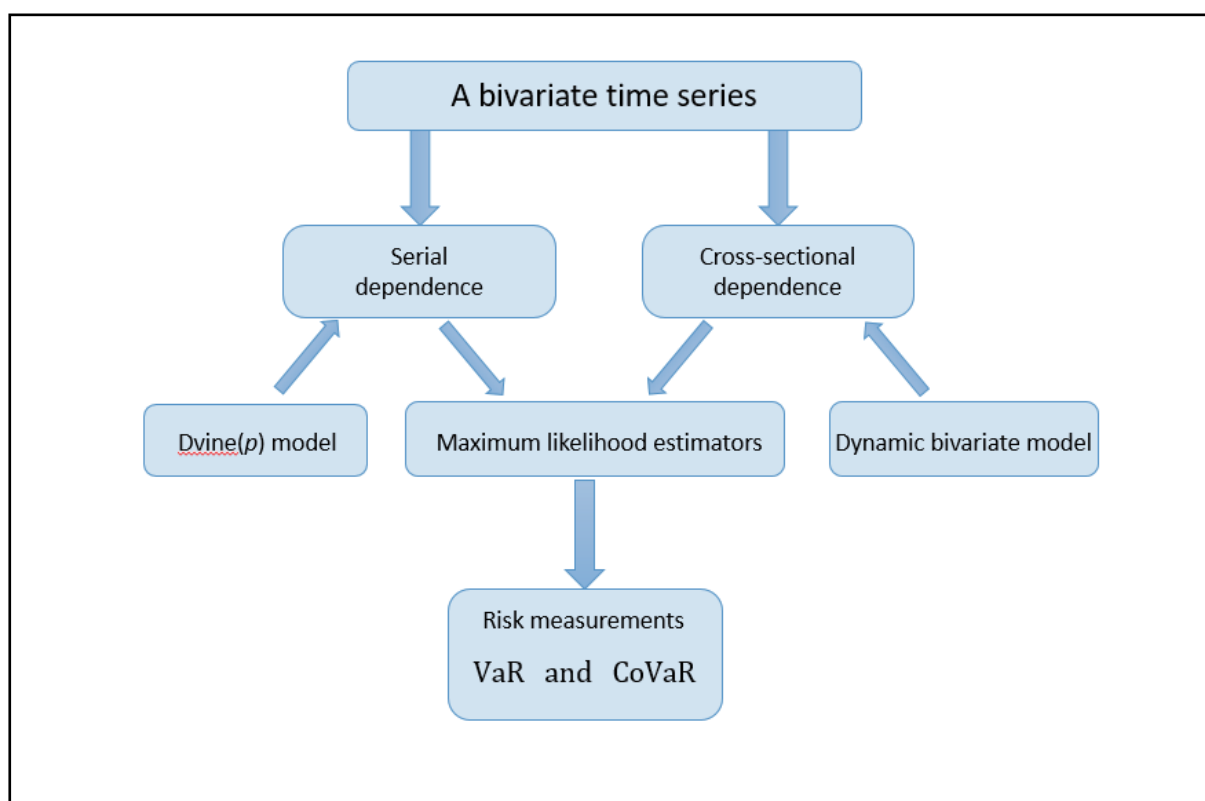 A bivariate time series
Serial
dependence
Cross-sectional
dependence
Dvine(p) model
Maximum likelihood estimators
Dynamic bivariate model
Risk measurements
VaR and CoVaR